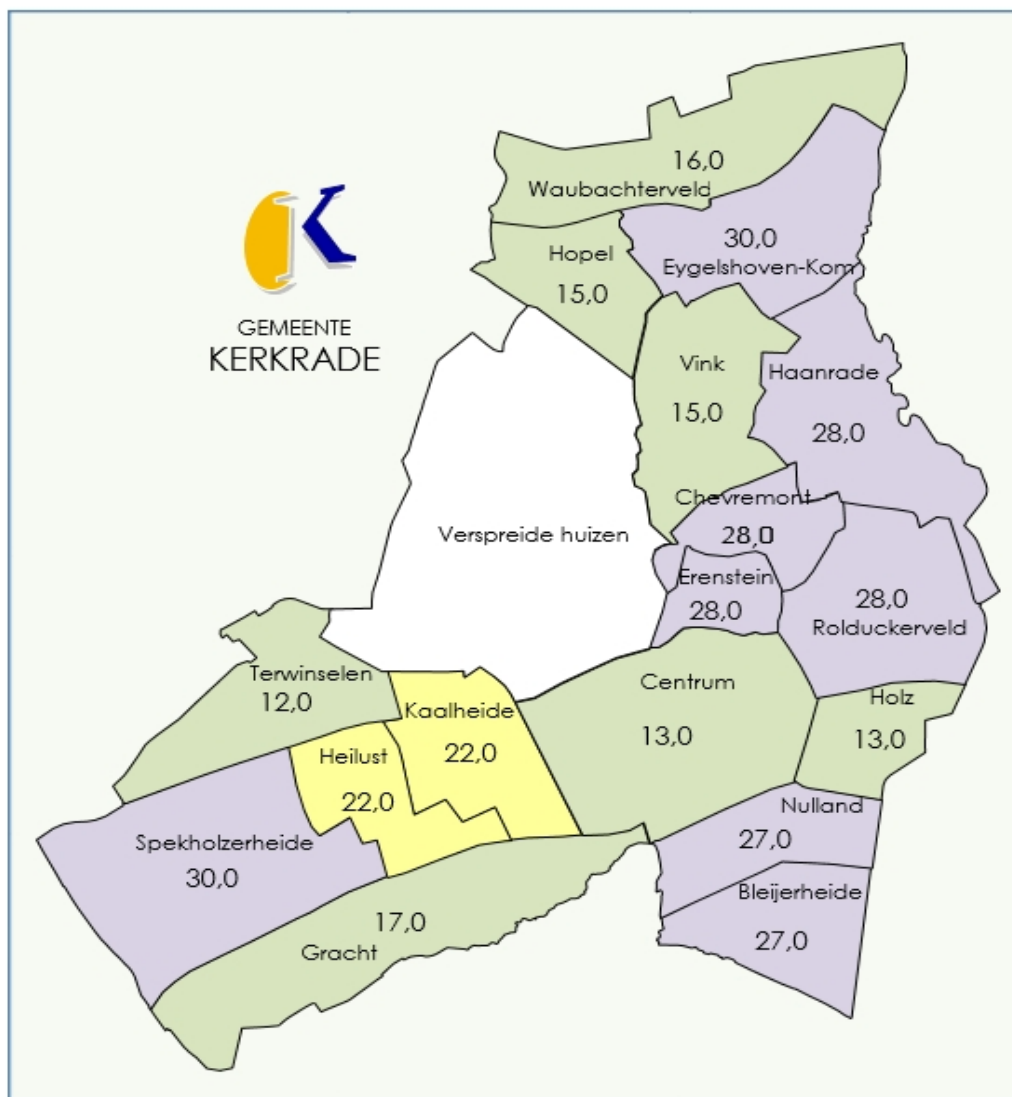 16,0
Waubachterveld
30,0
Eygelshoven-Kom
Hopel
15,0
GEMEENTE
KERKRADE
Vink
15,0
Haanrade
28,0
Chevremont
28,0
Verspreide huizen
Erenstein
28,0
28,0
Rolduckerveld
Terwinselen
12,0
Kaalheide
22,0
Centrum
13,0
Holz
13,0
Heilust
22,0
Nulland
27,0
Spekholzerheide
30,0
Bleijerheide
27,0
17,0
Gracht